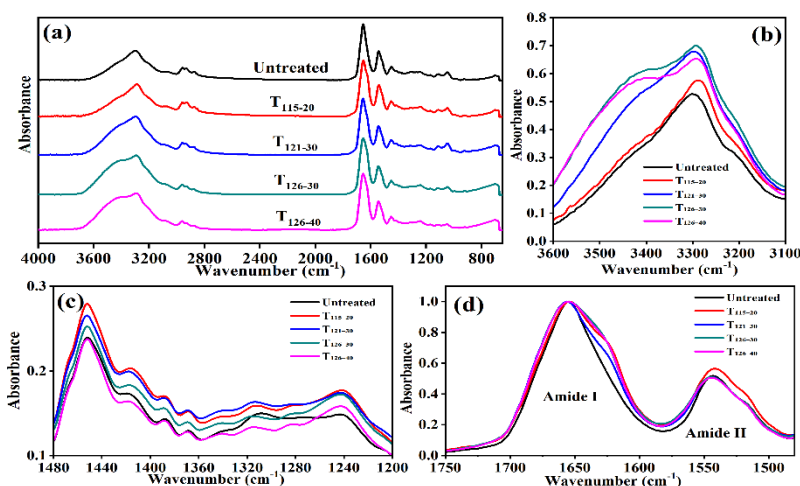 (a)
Absorbance
Untreated
T115-20
T121-30
T126-30
T126-40
4000 3200 2400 1600 800
Wavenumber (cm-1)
(b)
Absorbance
0.8
0.7
0.6
0.5
0.4
0.3
0.2
0.1
0.0
Untreated
T115-20
T121-30
T126-30
T126-40
3600 3500 3400 3300 3200 3100
Wavenumber (cm-1)
(c)
Absorbance
0.3
0.2
0.1
Untreated
T115-20
T121-30
T126-30
T126-40
1480 1440 1400 1360 1320 1280 1240 1200
Wavenumber (cm-1)
(d)
Absorbance
1.0
0.8
0.6
0.4
0.2
0.0
Untreated
T115-20
T121-30
T126-30
T126-40
Amide I
Amide II
1750 1700 1650 1600 1550 1500
Wavenumber (cm-1)